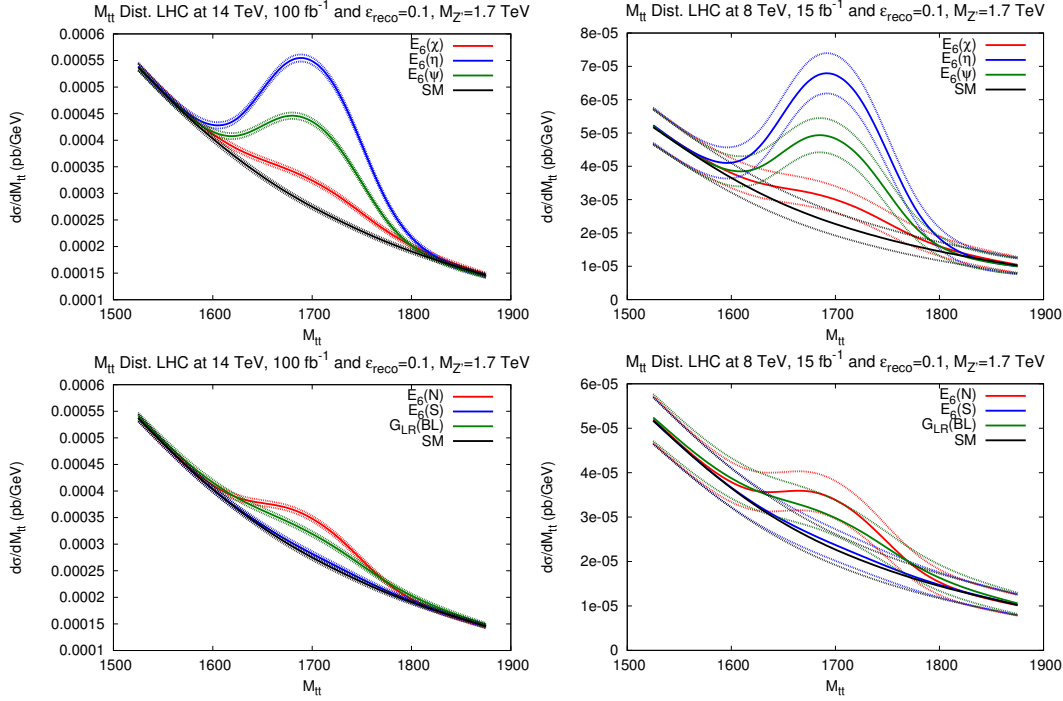 M_tt Dist. LHC at 14 TeV, 100 fb^-1 and ε_reco=0.1, M_Z'=1.7 TeV
0.0006
0.00055
0.0005
0.00045
0.0004
0.00035
0.0003
0.00025
0.0002
0.00015
0.0001
1500
1600
1700
1800
1900
dσ/dM_tt (pb/GeV)
M_tt
E_6(χ)
E_6(η)
E_6(ψ)
SM
M_tt Dist. LHC at 8 TeV, 15 fb^-1 and ε_reco=0.1, M_Z'=1.7 TeV
8e-05
7e-05
6e-05
5e-05
4e-05
3e-05
2e-05
1e-05
0
1500
1600
1700
1800
1900
dσ/dM_tt (pb/GeV)
M_tt
E_6(χ)
E_6(η)
E_6(ψ)
SM
M_tt Dist. LHC at 14 TeV, 100 fb^-1 and ε_reco=0.1, M_Z'=1.7 TeV
0.0006
0.00055
0.0005
0.00045
0.0004
0.00035
0.0003
0.00025
0.0002
0.00015
0.0001
1500
1600
1700
1800
1900
dσ/dM_tt (pb/GeV)
M_tt
E_6(N)
E_6(S)
G_LR(BL)
SM
M_tt Dist. LHC at 8 TeV, 15 fb^-1 and ε_reco=0.1, M_Z'=1.7 TeV
6e-05
5e-05
4e-05
3e-05
2e-05
1e-05
0
1500
1600
1700
1800
1900
dσ/dM_tt (pb/GeV)
M_tt
E_6(N)
E_6(S)
G_LR(BL)
SM